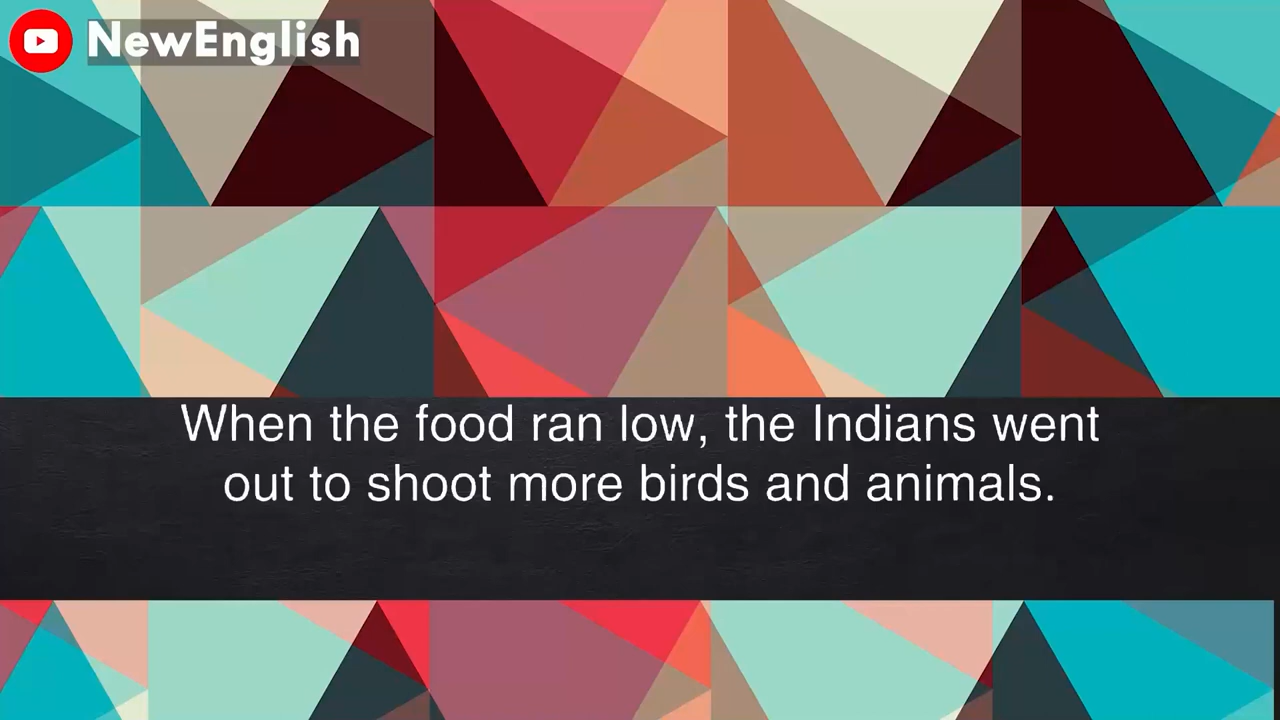 NewEnglish
When the food ran low, the Indians went
out to shoot more birds and animals.